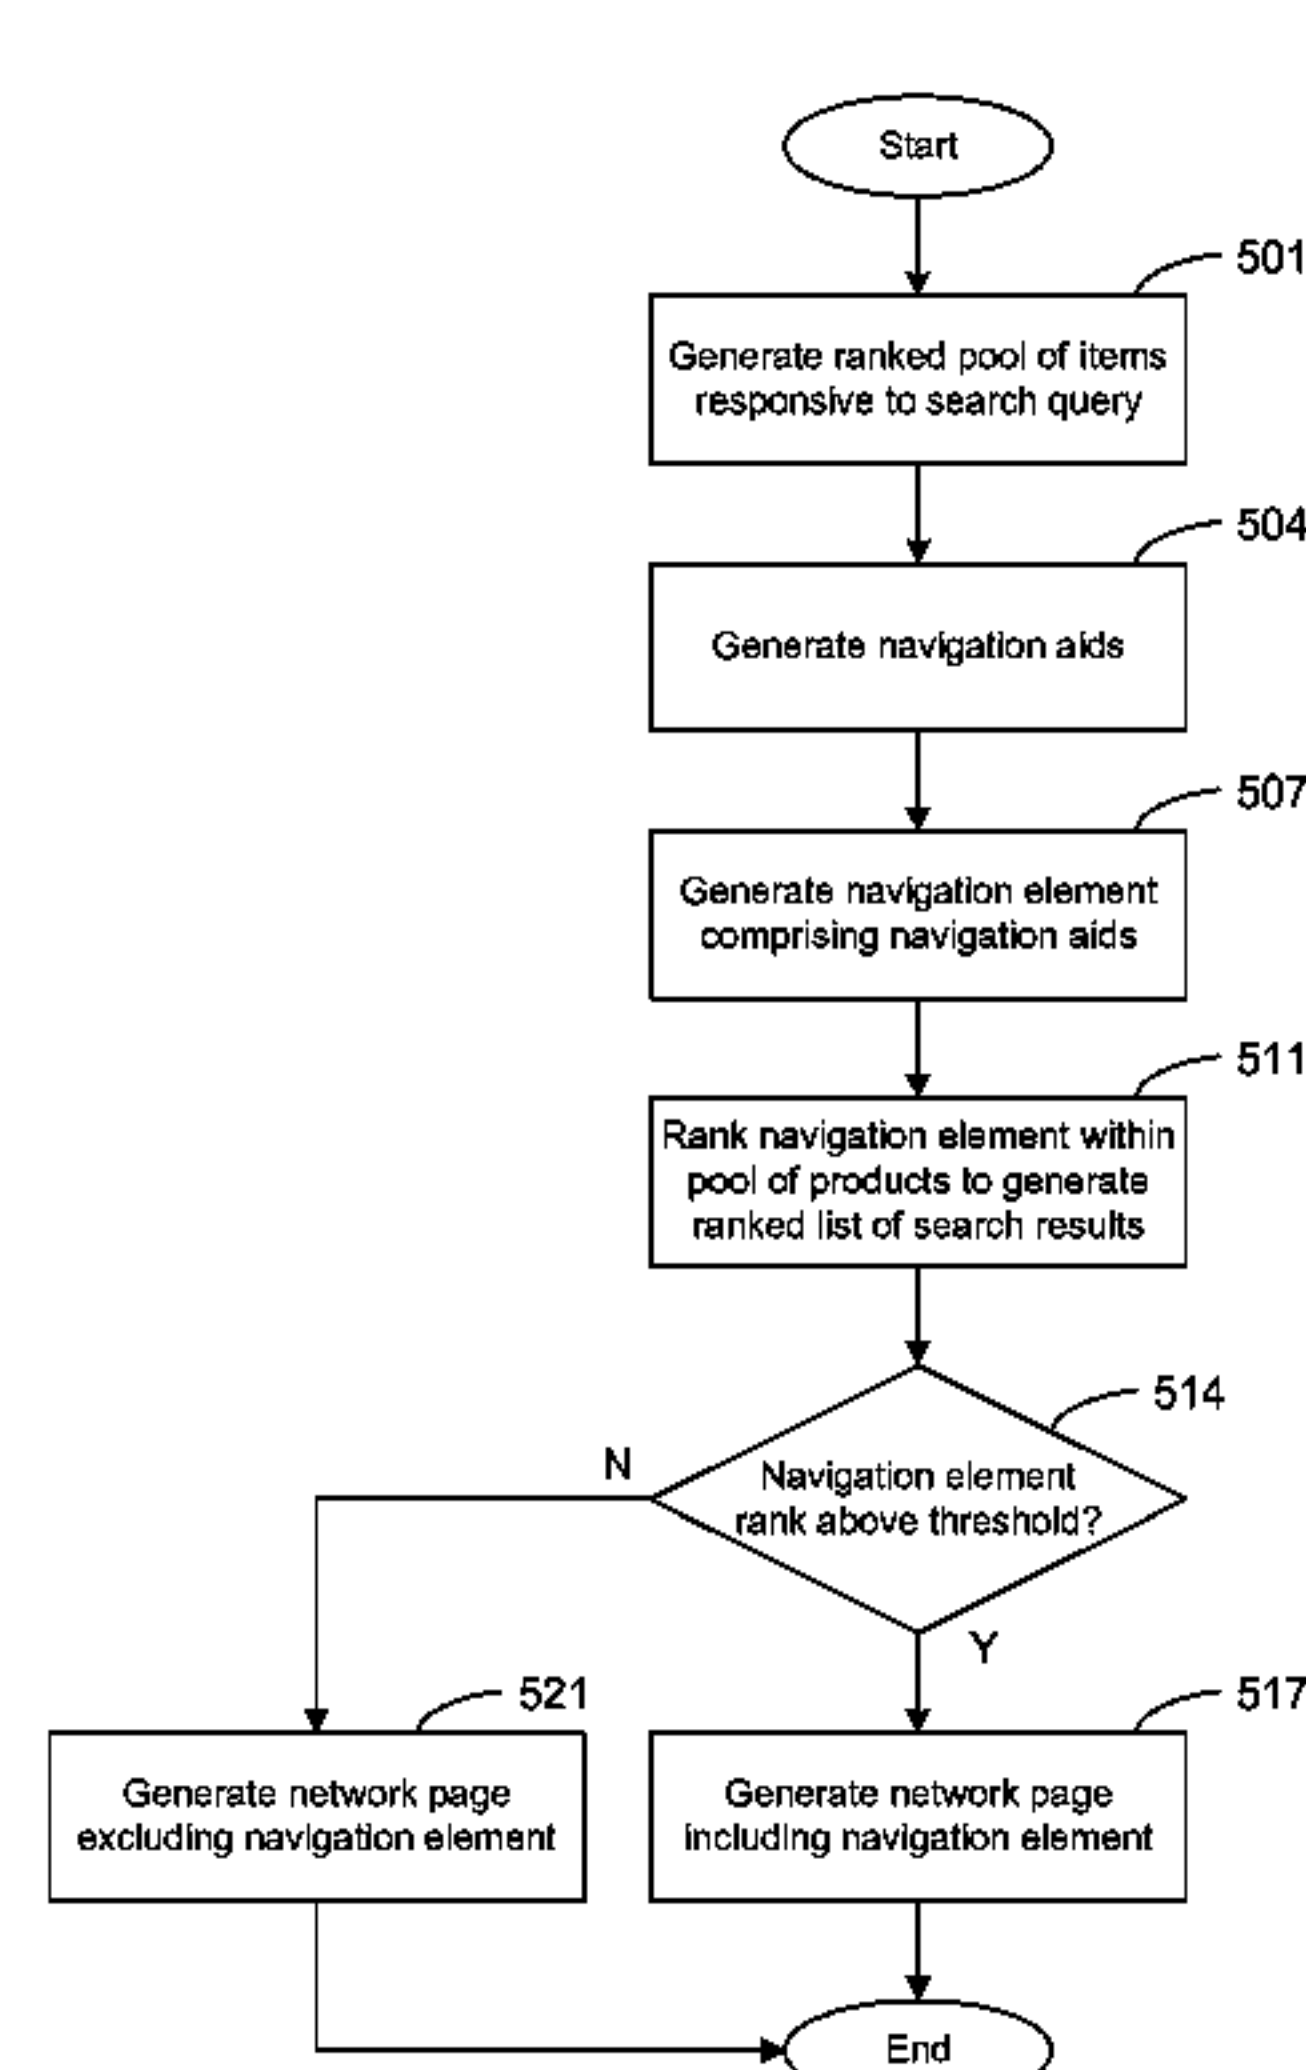 Start
501
Generate ranked pool of items
responsive to search query
504
Generate navigation aids
507
Generate navigation element
comprising navigation aids
511
Rank navigation element within
pool of products to generate
ranked list of search results
514
N
Navigation element
rank above threshold?
Y
521
517
Generate network page
excluding navigation element
Generate network page
including navigation element
End